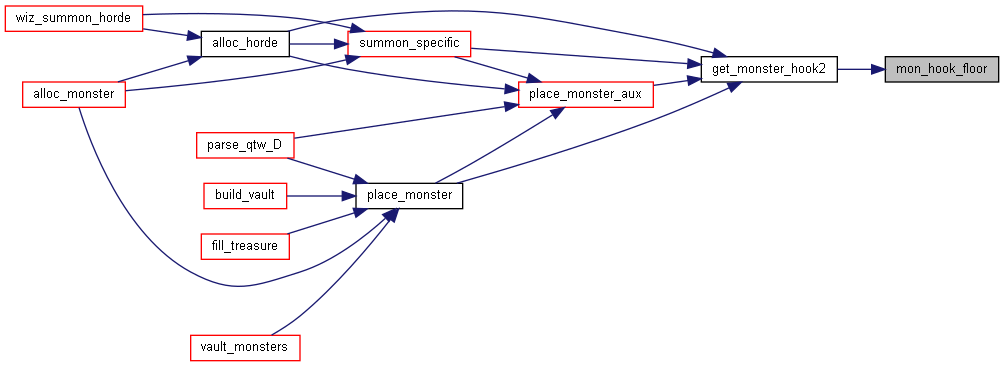 wiz_summon_horde
alloc_horde
summon_specific
get_monster_hook2
mon_hook_floor
alloc_monster
place_monster_aux
parse_qtw_D
build_vault
place_monster
fill_treasure
vault_monsters